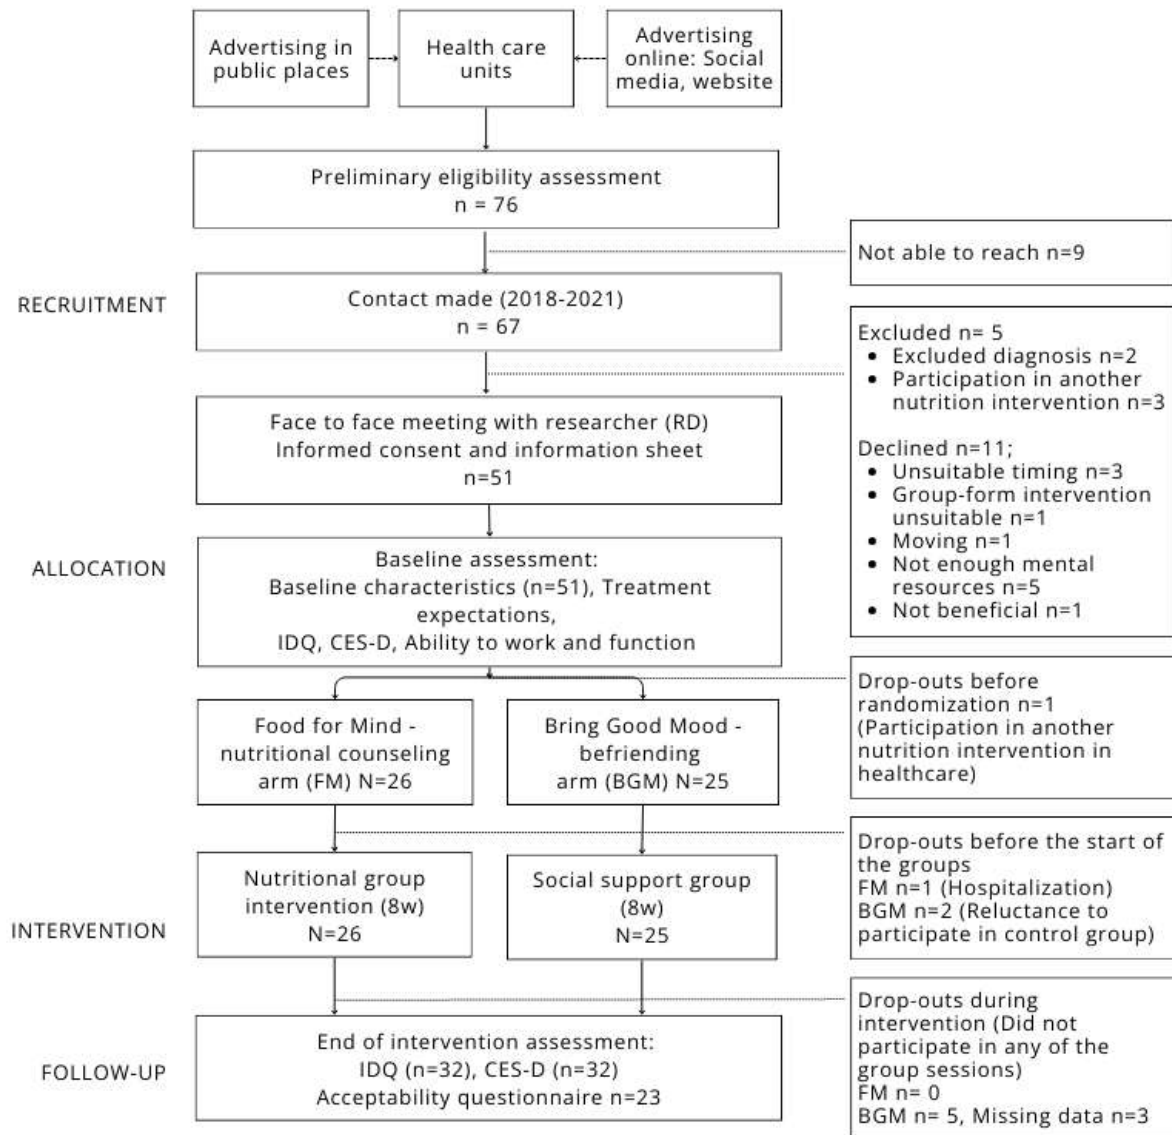 Advertising in
public places
Health care
units
Advertising
online: Social
media, website
Preliminary eligibility assessment
n = 76
Not able to reach n=9
RECRUITMENT
Contact made (2018-2021)
n = 67
Excluded n= 5
• Excluded diagnosis n=2
• Participation in another
nutrition intervention n=3
Declined n=11;
• Unsuitable timing n=3
• Group-form intervention
unsuitable n=1
• Moving n=1
• Not enough mental
resources n=5
• Not beneficial n=1
Face to face meeting with researcher (RD)
Informed consent and information sheet
n=51
ALLOCATION
Baseline assessment:
Baseline characteristics (n=51), Treatment
expectations,
IDQ, CES-D, Ability to work and function
Drop-outs before
randomization n=1
(Participation in another
nutrition intervention in
healthcare)
Food for Mind -
nutritional counseling
arm (FM) N=26
Bring Good Mood -
befriending
arm (BGM) N=25
Drop-outs before the start of
the groups
FM n=1 (Hospitalization)
BGM n=2 (Reluctance to
participate in control group)
INTERVENTION
Nutritional group
intervention (8w)
N=26
Social support group
(8w)
N=25
Drop-outs during
intervention (Did not
participate in any of the
group sessions)
FM n= 0
BGM n= 5, Missing data n=3
FOLLOW-UP
End of intervention assessment:
IDQ (n=32), CES-D (n=32)
Acceptability questionnaire n=23